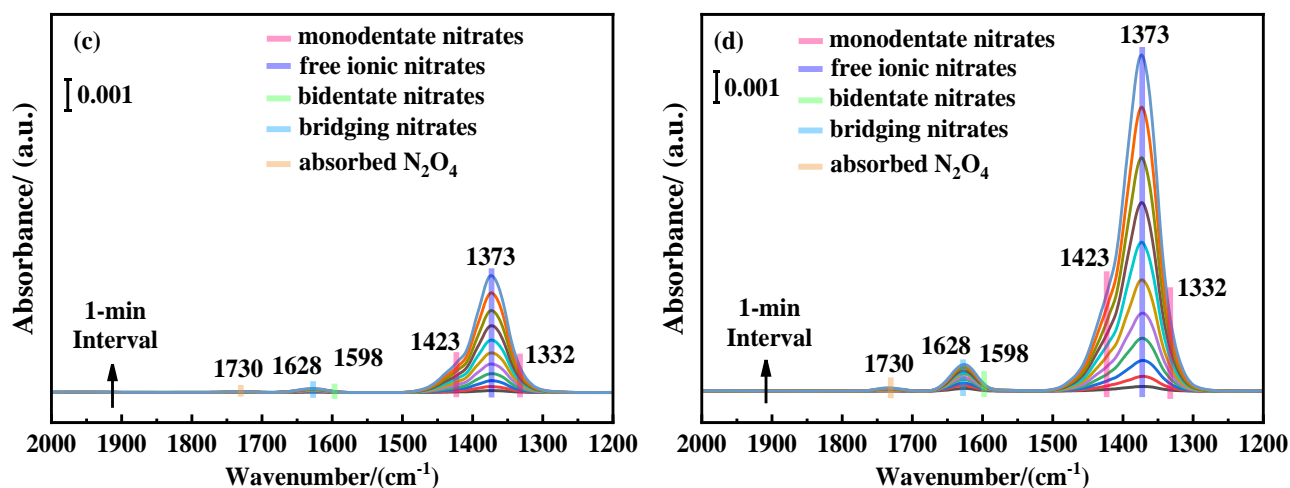 (c)
monodentate nitrates
free ionic nitrates
bidentate nitrates
bridging nitrates
absorbed N₂O₄
0.001
1373
1423
1332
1-min
Interval
1730
1628
1598
Absorbance/ (a.u.)
2000 1900 1800 1700 1600 1500 1400 1300 1200
Wavenumber/(cm⁻¹)
(d)
monodentate nitrates
free ionic nitrates
bidentate nitrates
bridging nitrates
absorbed N₂O₄
0.001
1373
1423
1332
1-min
Interval
1730
1628
1598
Absorbance/ (a.u.)
2000 1900 1800 1700 1600 1500 1400 1300 1200
Wavenumber/(cm⁻¹)